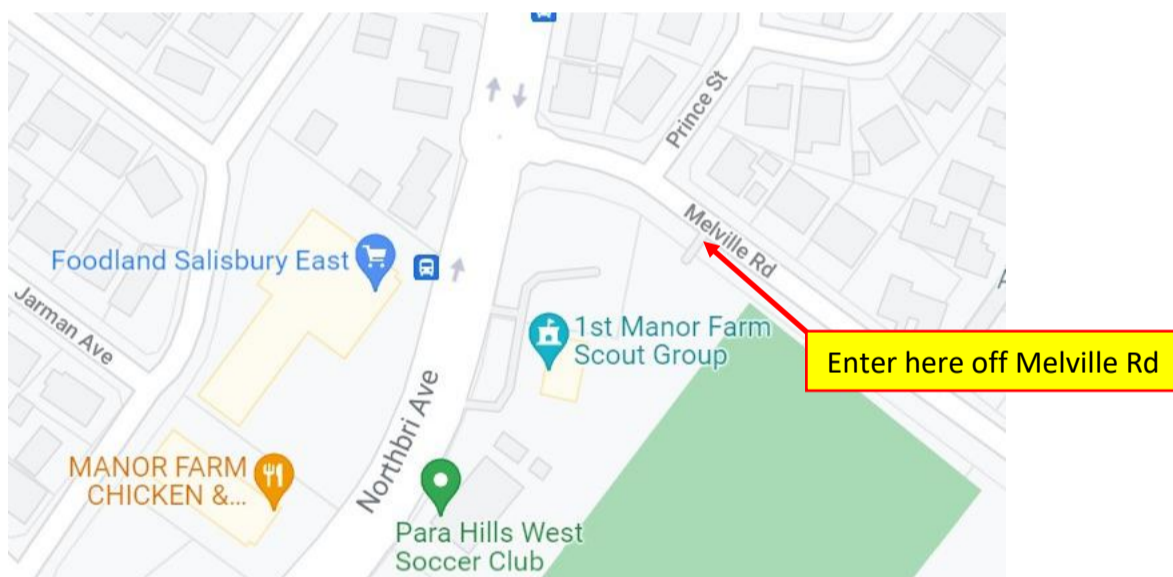 Prince St
Melville Rd
Foodland Salisbury East
Jarman Ave
1st Manor Farm
Scout Group
Enter here off Melville Rd
Northbri Ave
MANOR FARM
CHICKEN &...
Para Hills West
Soccer Club